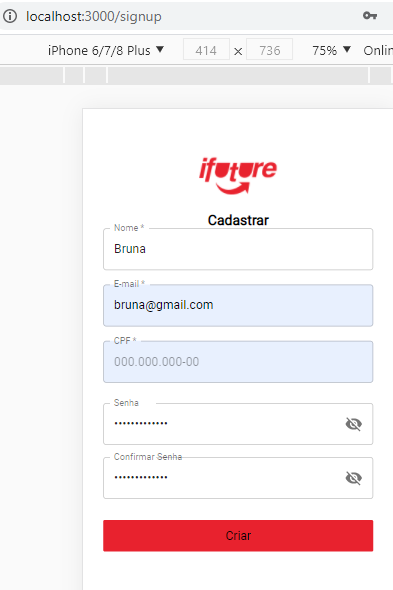 localhost:3000/signup
iPhone 6/7/8 Plus ▼ 414 × 736 75% ▼ Onlin
ifuture
Cadastrar
Nome *
Bruna
E-mail *
bruna@gmail.com
CPF *
000.000.000-00
Senha
•••••••••••••
Confirmar Senha
•••••••••••••
Criar